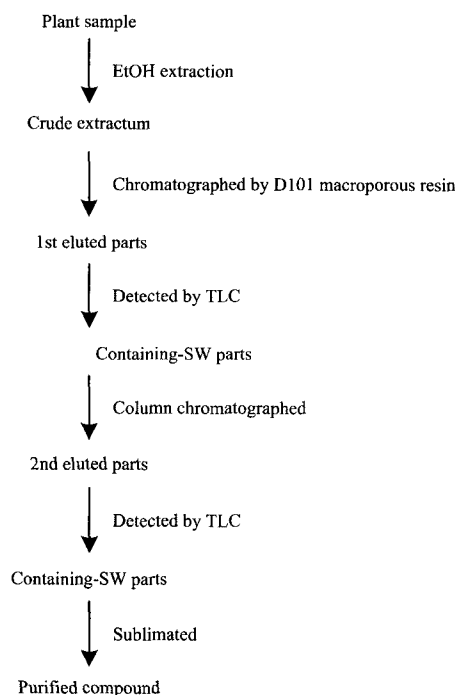 Plant sample
EtOH extraction
Crude extractum
Chromatographed by D101 macroporous resin
1st eluted parts
Detected by TLC
Containing-SW parts
Column chromatographed
2nd eluted parts
Detected by TLC
Containing-SW parts
Sublimated
Purified compound